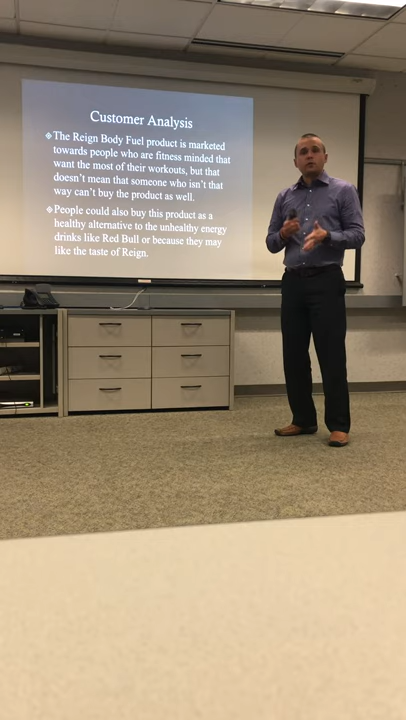 Customer Analysis
The Reign Body Fuel product is marketed
towards people who are fitness minded that
want the most of their workouts, but that
doesn't mean that someone who isn't that
way can't buy the product as well.
People could also buy this product as a
healthy alternative to the unhealthy energy
drinks like Red Bull or because they may
like the taste of Reign.